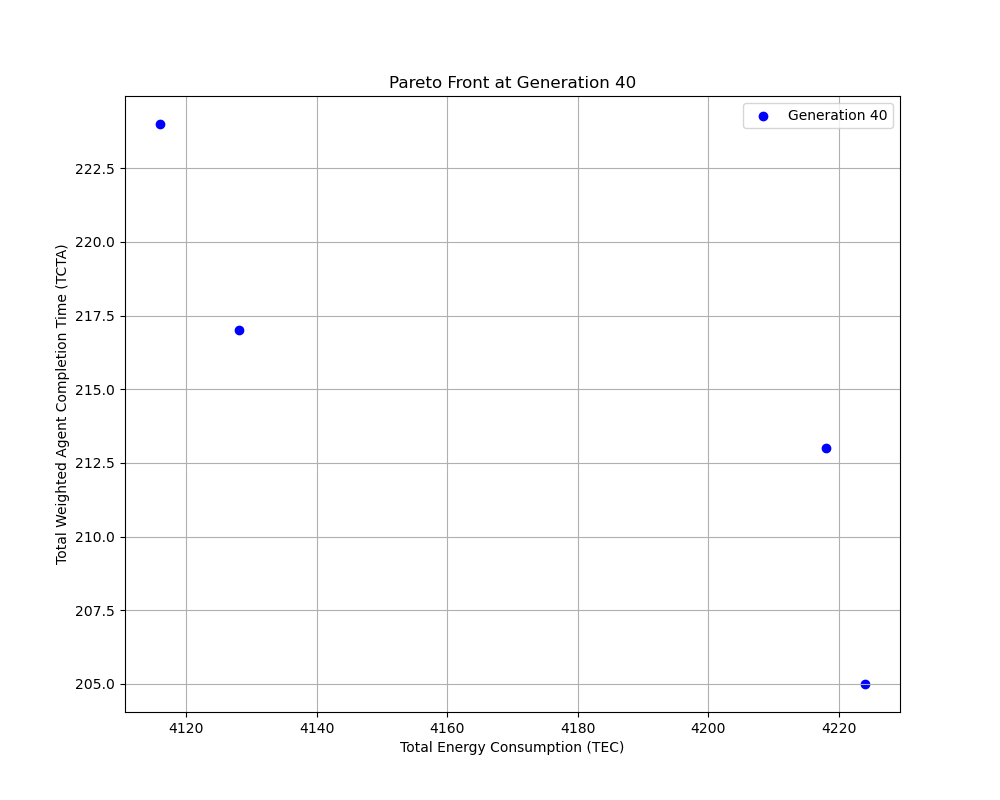 Pareto Front at Generation 40
Generation 40
222.5
220.0
217.5
215.0
212.5
210.0
207.5
205.0
Total Weighted Agent Completion Time (TCTA)
4120 4140 4160 4180 4200 4220
Total Energy Consumption (TEC)